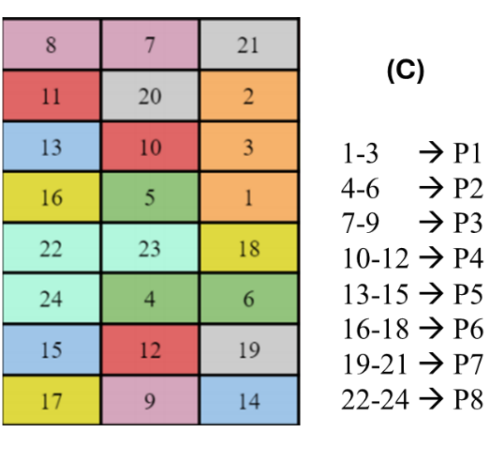 8 7 21
11 20 2
13 10 3
16 5 1
22 23 18
24 4 6
15 12 19
17 9 14
(C)
1-3 → P1
4-6 → P2
7-9 → P3
10-12 → P4
13-15 → P5
16-18 → P6
19-21 → P7
22-24 → P8